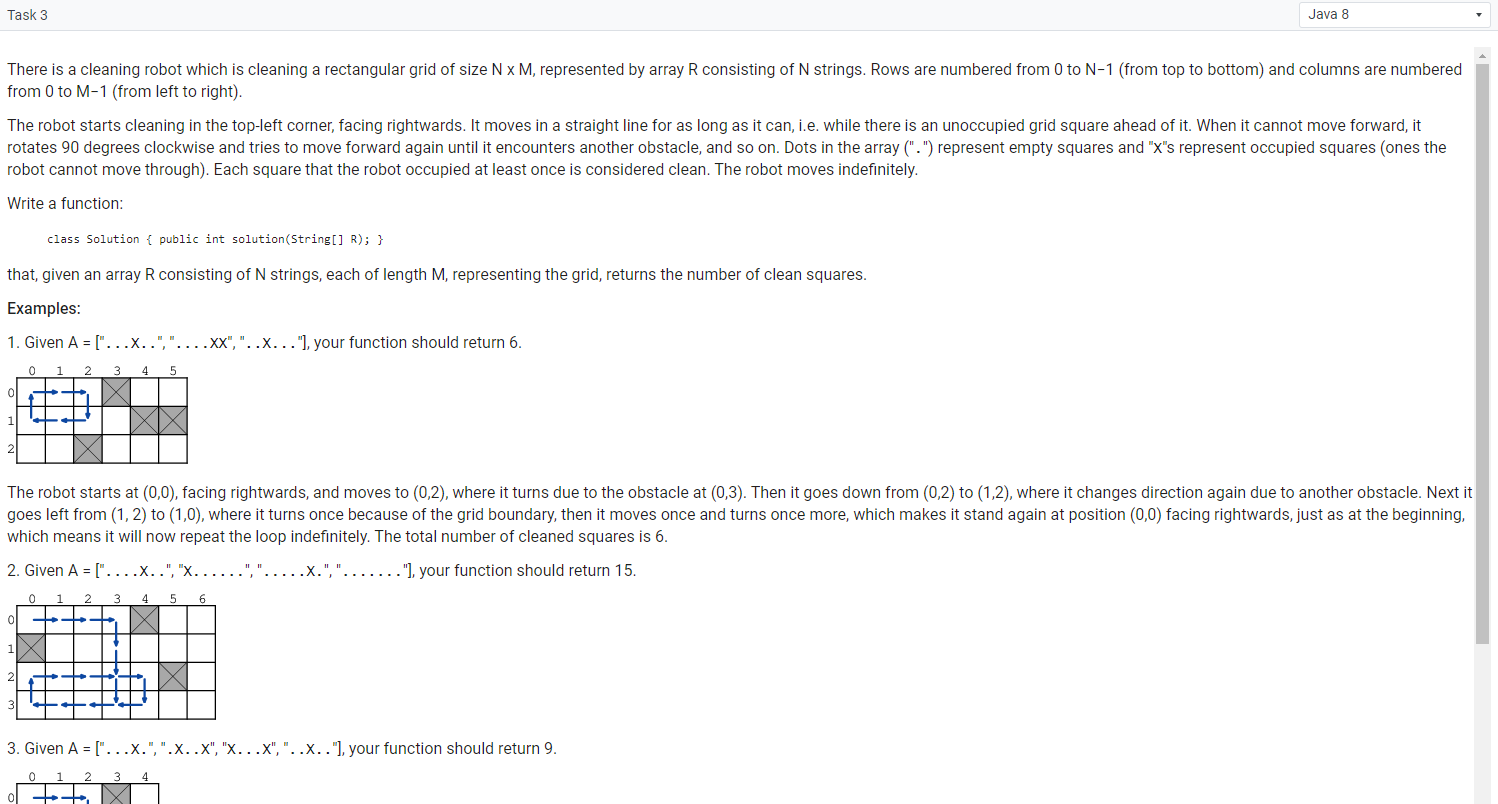 Task 3
Java 8
There is a cleaning robot which is cleaning a rectangular grid of size N x M, represented by array R consisting of N strings. Rows are numbered from 0 to N−1 (from top to bottom) and columns are numbered
from 0 to M−1 (from left to right).
The robot starts cleaning in the top-left corner, facing rightwards. It moves in a straight line for as long as it can, i.e. while there is an unoccupied grid square ahead of it. When it cannot move forward, it
rotates 90 degrees clockwise and tries to move forward again until it encounters another obstacle, and so on. Dots in the array (".") represent empty squares and "X"s represent occupied squares (ones the
robot cannot move through). Each square that the robot occupied at least once is considered clean. The robot moves indefinitely.
Write a function:
class Solution { public int solution(String[] R); }
that, given an array R consisting of N strings, each of length M, representing the grid, returns the number of clean squares.
Examples:
1. Given A = ["...X..", "....XX", "..X..."], your function should return 6.
0 1 2 3 4 5
0
1
2
The robot starts at (0,0), facing rightwards, and moves to (0,2), where it turns due to the obstacle at (0,3). Then it goes down from (0,2) to (1,2), where it changes direction again due to another obstacle. Next it
goes left from (1, 2) to (1,0), where it turns once because of the grid boundary, then it moves once and turns once more, which makes it stand again at position (0,0) facing rightwards, just as at the beginning,
which means it will now repeat the loop indefinitely. The total number of cleaned squares is 6.
2. Given A = ["....X..", "X......", ".....X.", "......."], your function should return 15.
0 1 2 3 4 5 6
0
1
2
3
3. Given A = ["...X.", ".X..X", "X...X", "..X.."], your function should return 9.
0 1 2 3 4
0